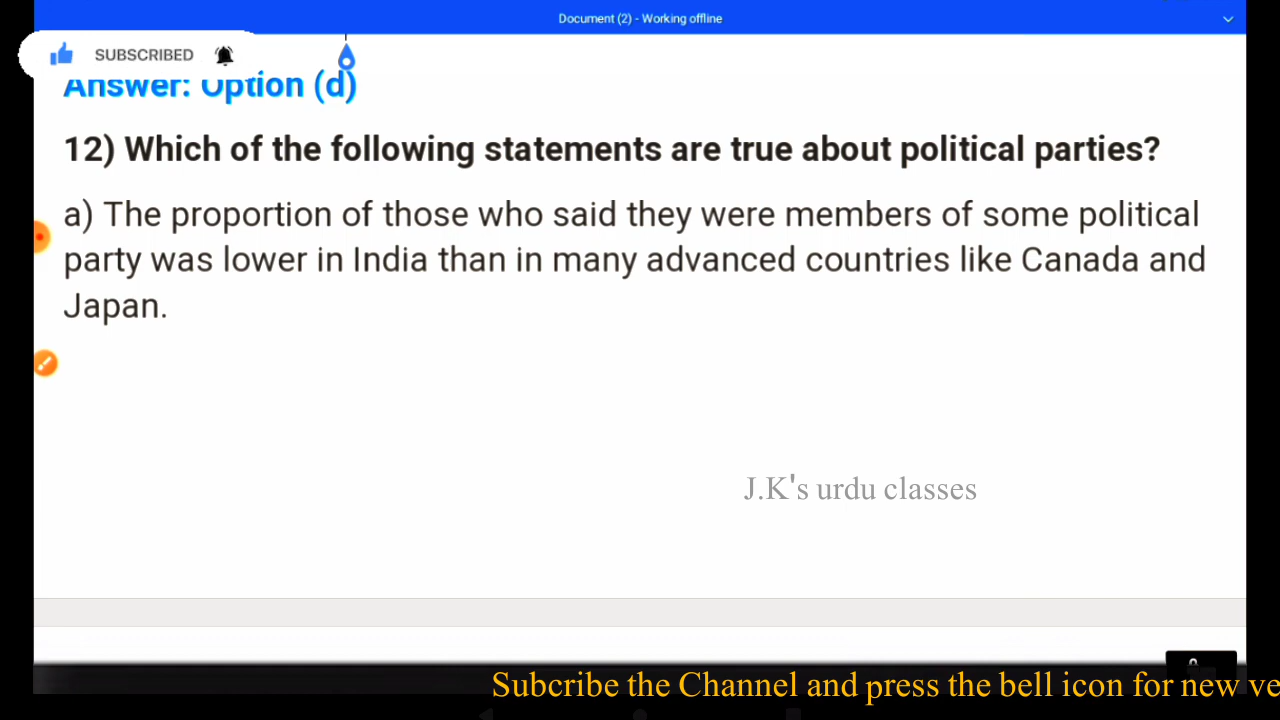 Document (2) - Working offline
SUBSCRIBED
Answer: Option (d)
12) Which of the following statements are true about political parties?
a) The proportion of those who said they were members of some political
party was lower in India than in many advanced countries like Canada and
Japan.
J.K's urdu classes
Subcribe the Channel and press the bell icon for new ve